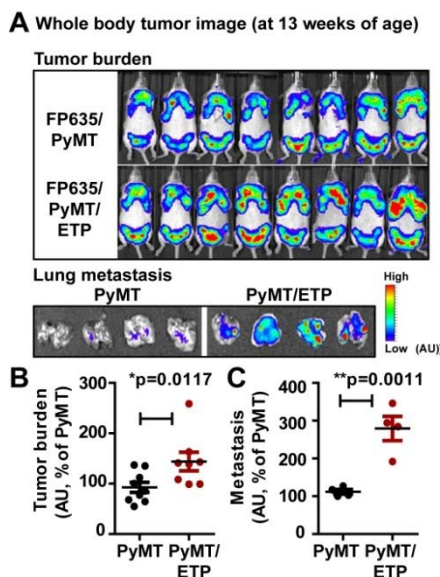 A Whole body tumor image (at 13 weeks of age)
Tumor burden
FP635/
PyMT
FP635/
PyMT/
ETP
Lung metastasis
PyMT PyMT/ETP
High
Low (AU)
B *p=0.0117
Tumor burden
(AU, % of PyMT)
300
200
100
0
PyMT PyMT/
ETP
C **p=0.0011
Metastasis
(AU, % of PyMT)
400
300
200
100
0
PyMT PyMT/
ETP